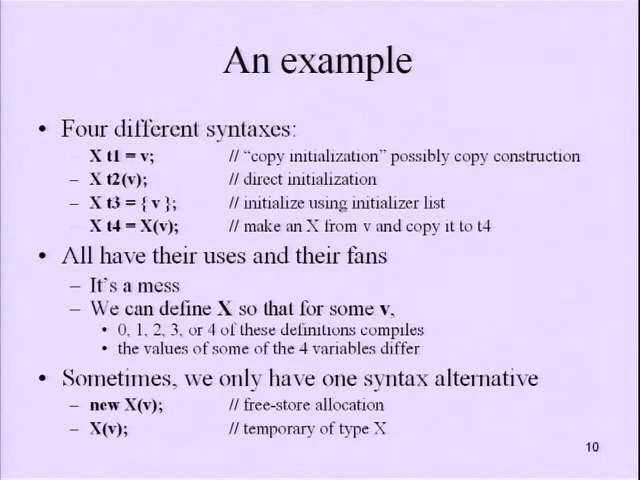 An example
• Four different syntaxes:
– X t1 = v; // "copy initialization" possibly copy construction
– X t2(v); // direct initialization
– X t3 = { v }; // initialize using initializer list
– X t4 = X(v); // make an X from v and copy it to t4
• All have their uses and their fans
– It's a mess
– We can define X so that for some v,
• 0, 1, 2, 3, or 4 of these definitions compiles
• the values of some of the 4 variables differ
• Sometimes, we only have one syntax alternative
– new X(v); // free-store allocation
– X(v); // temporary of type X
10